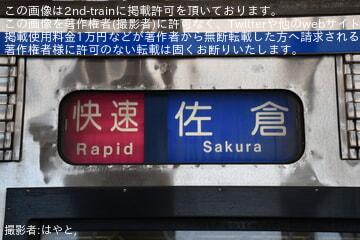 この画像は2nd-trainに掲載許可を頂いております。
この画像を著作権者(撮影者)に許可なく、Twitterや他のwebサイト
掲載使用料金1万円などが著作者から無断転載した方へ請求される
著作権者様に許可のない転載は固くお断りいたします。
快速 佐倉
Rapid Sakura
撮影者:はやと,